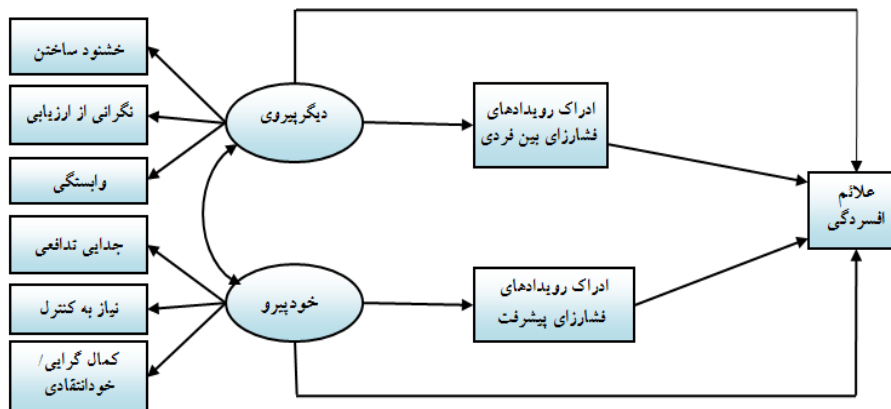 خشنود ساختن
نگرانی از ارزیابی
وابستگی
جدایی تدافعی
نیاز به کنترل
کمال گرایی/
خودانتقادی
دیگرپیروی
خودپیرو
ادراک رویدادهای
فشارزای بین فردی
ادراک رویدادهای
فشارزای پیشرفت
علائم
افسردگی